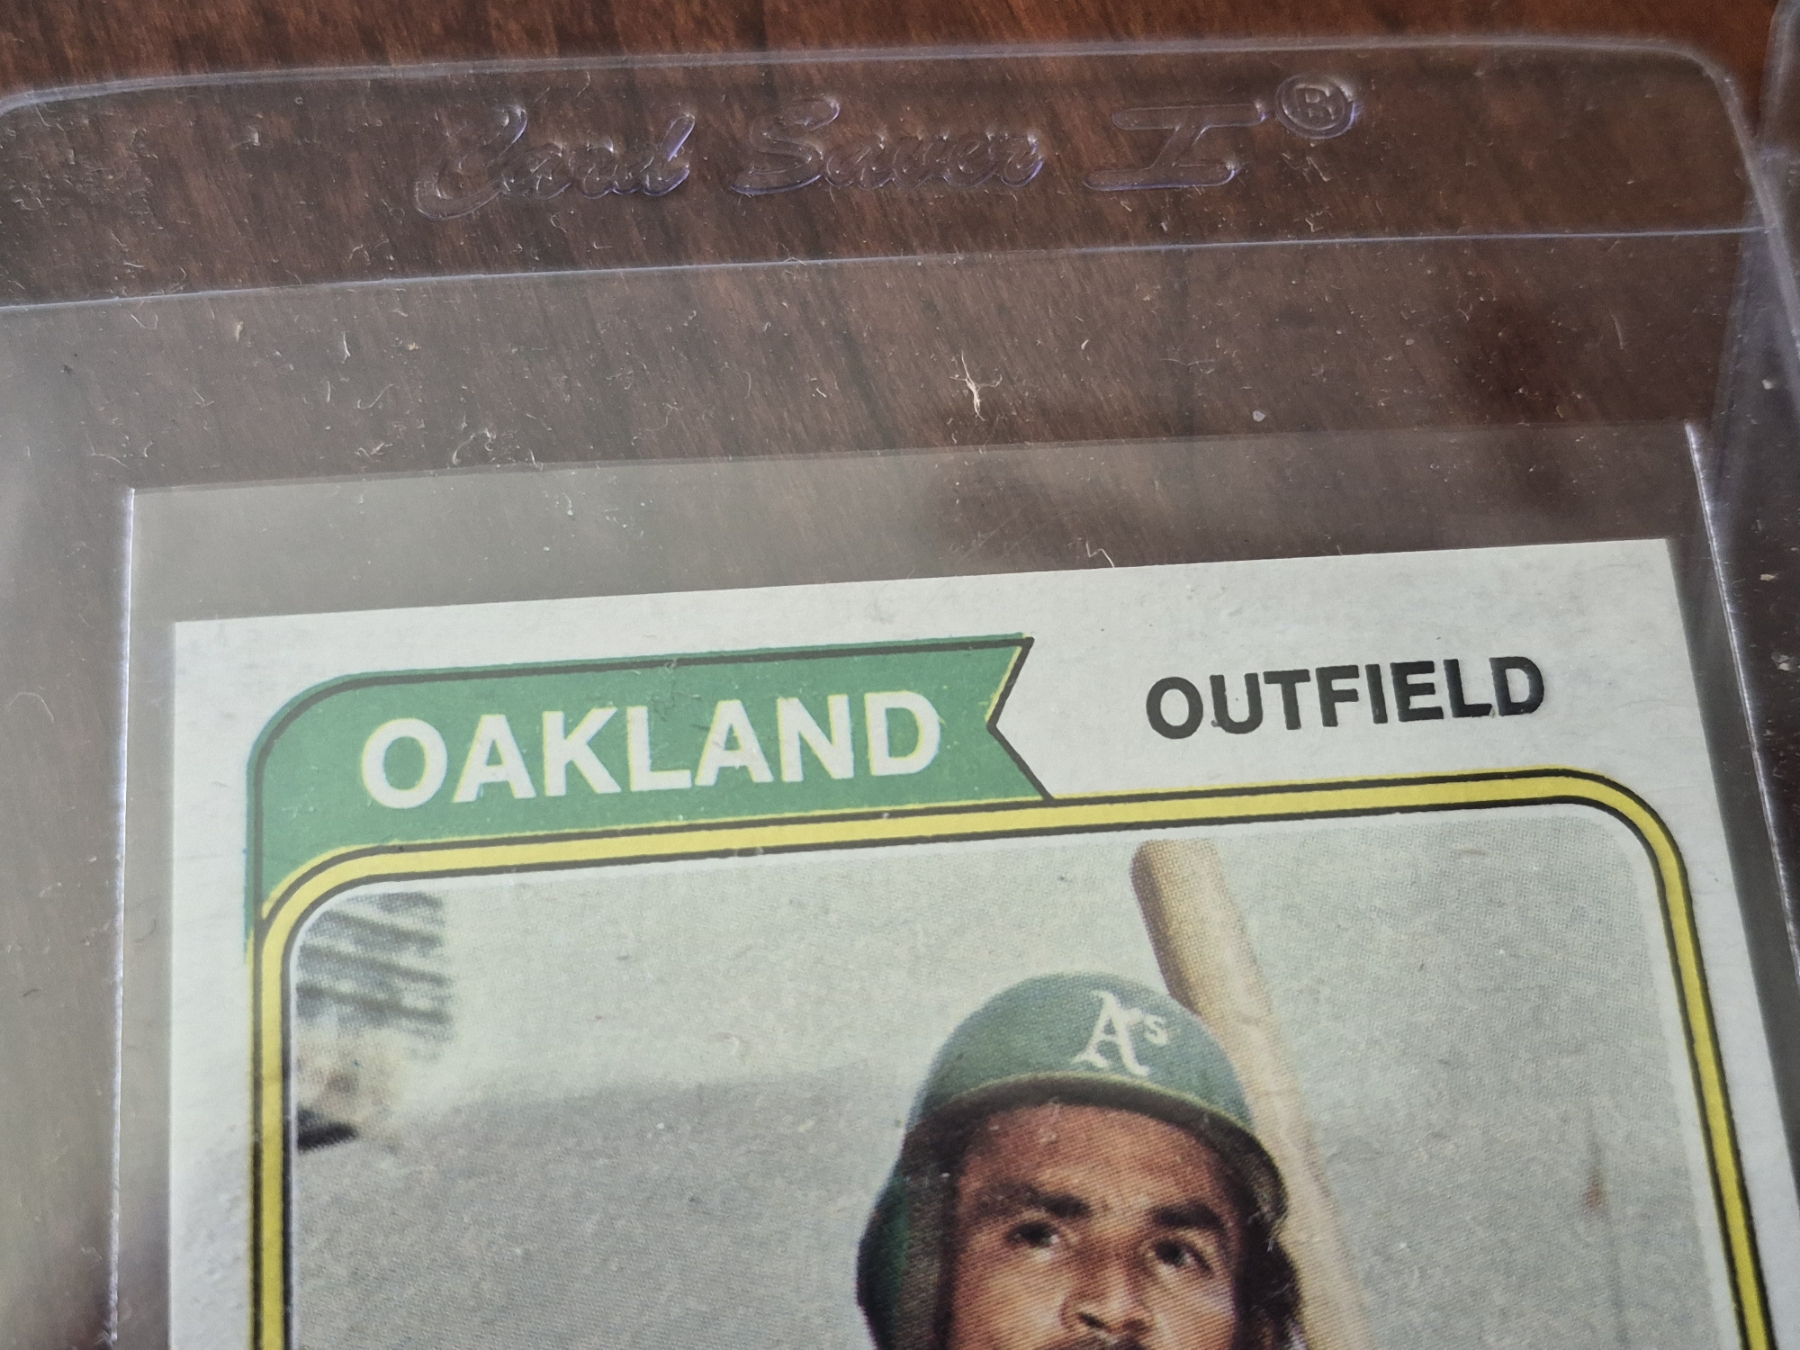 Card Saver I®
OAKLAND
OUTFIELD
A's